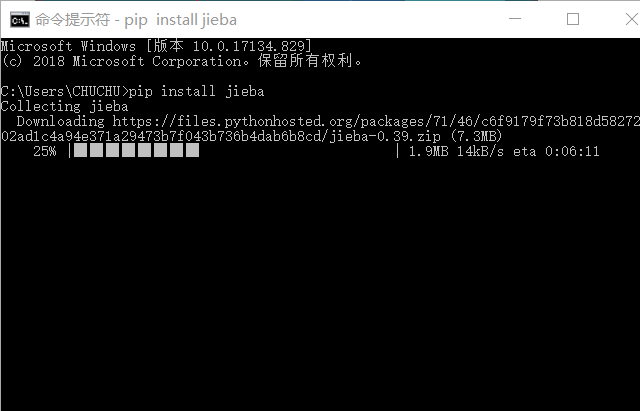 命令提示符 - pip  install jieba
Microsoft Windows [版本 10.0.17134.829]
(c) 2018 Microsoft Corporation。保留所有权利。
C:\Users\CHUCHU>pip install jieba
Collecting jieba
  Downloading https://files.pythonhosted.org/packages/71/46/c6f9179f73b818d58272
02ad1c4a94e371a29473b7f043b736b4dab6b8cd/jieba-0.39.zip (7.3MB)
    25% |████████                        | 1.9MB 14kB/s eta 0:06:11